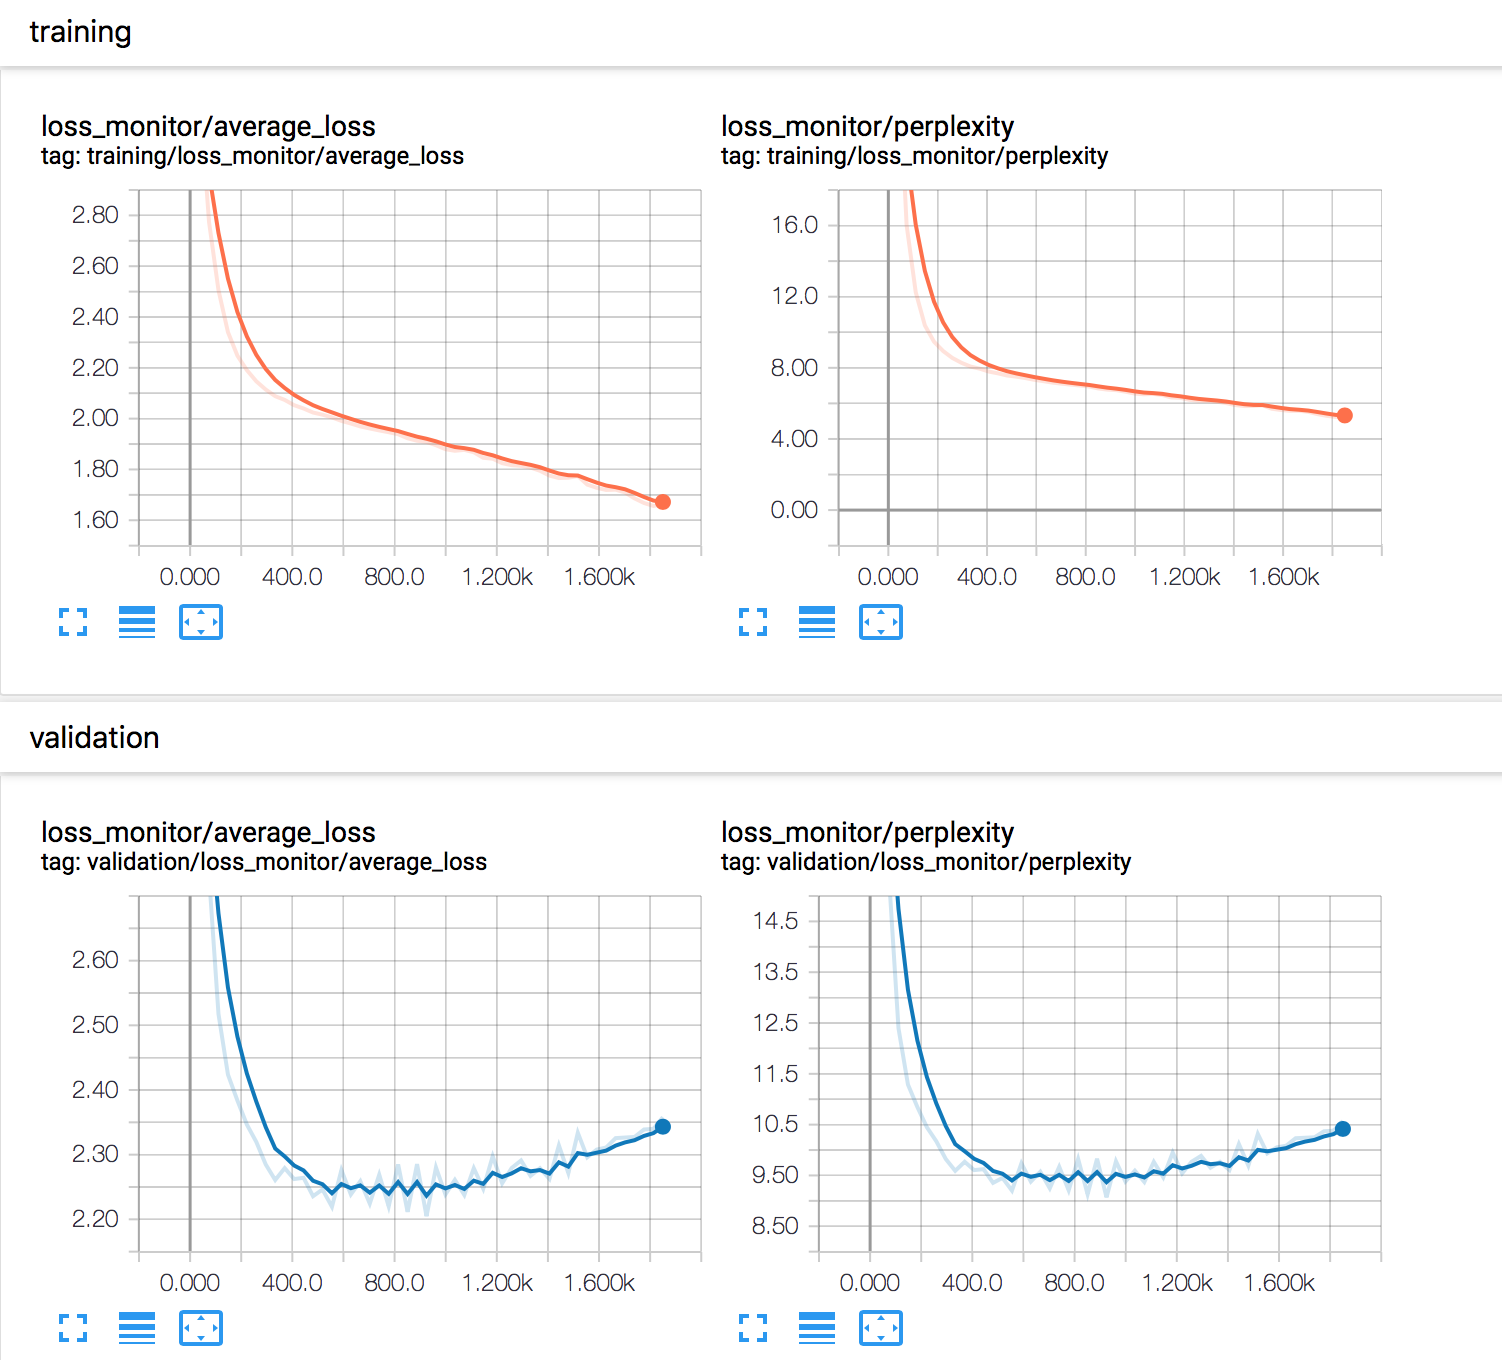 training
loss_monitor/average_loss
tag: training/loss_monitor/average_loss
2.80
2.60
2.40
2.20
2.00
1.80
1.60
0.000 400.0 800.0 1.200k 1.600k
loss_monitor/perplexity
tag: training/loss_monitor/perplexity
16.0
12.0
8.00
4.00
0.00
0.000 400.0 800.0 1.200k 1.600k
validation
loss_monitor/average_loss
tag: validation/loss_monitor/average_loss
2.60
2.50
2.40
2.30
2.20
0.000 400.0 800.0 1.200k 1.600k
loss_monitor/perplexity
tag: validation/loss_monitor/perplexity
14.5
13.5
12.5
11.5
10.5
9.50
8.50
0.000 400.0 800.0 1.200k 1.600k